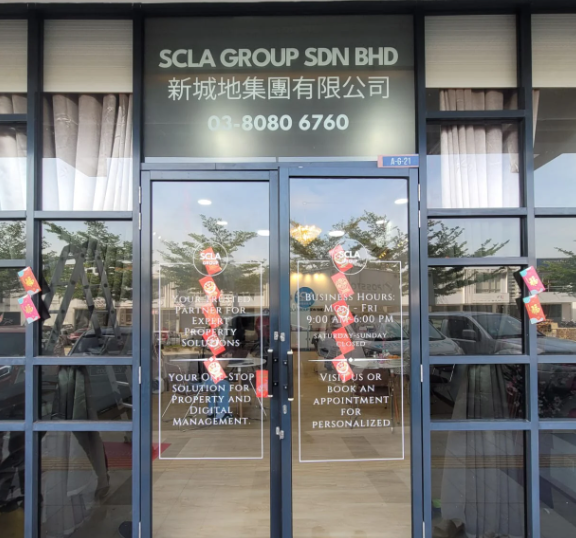 SCLA GROUP SDN BHD
新城地集團有限公司
03-8080 6760
A-G-21
SCLA
YOUR TRUSTED
PARTNER FOR
EXPERT
PROPERTY
SOLUTIONS
YOUR ONE-STOP
SOLUTION FOR
PROPERTY AND
DIGITAL
MANAGEMENT.
SCLA
BUSINESS HOURS:
MON - FRI
9.00 AM-6:00 PM
SATURDAY-SUNDAY
CLOSED
VISIT US OR
BOOK AN
APPOINTMENT
FOR
PERSONALIZED